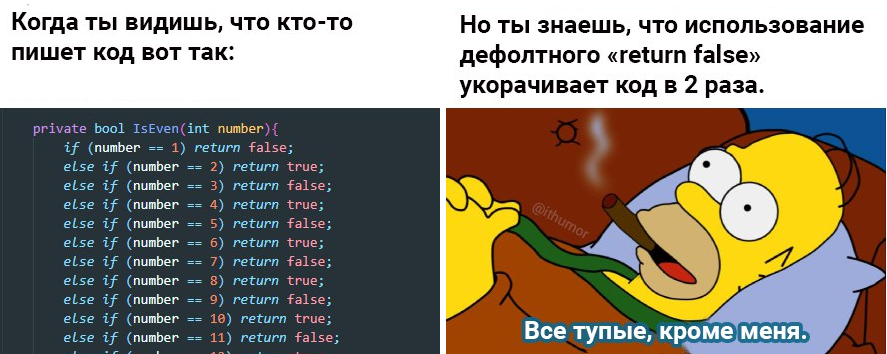 Когда ты видишь, что кто-то
пишет код вот так:
private bool IsEven(int number){
if (number == 1) return false;
else if (number == 2) return true;
else if (number == 3) return false;
else if (number == 4) return true;
else if (number == 5) return false;
else if (number == 6) return true;
else if (number == 7) return false;
else if (number == 8) return true;
else if (number == 9) return false;
else if (number == 10) return true;
else if (number == 11) return false;
Но ты знаешь, что использование
дефолтного «return false»
укорачивает код в 2 раза.
@ithumor
Все тупые, кроме меня.